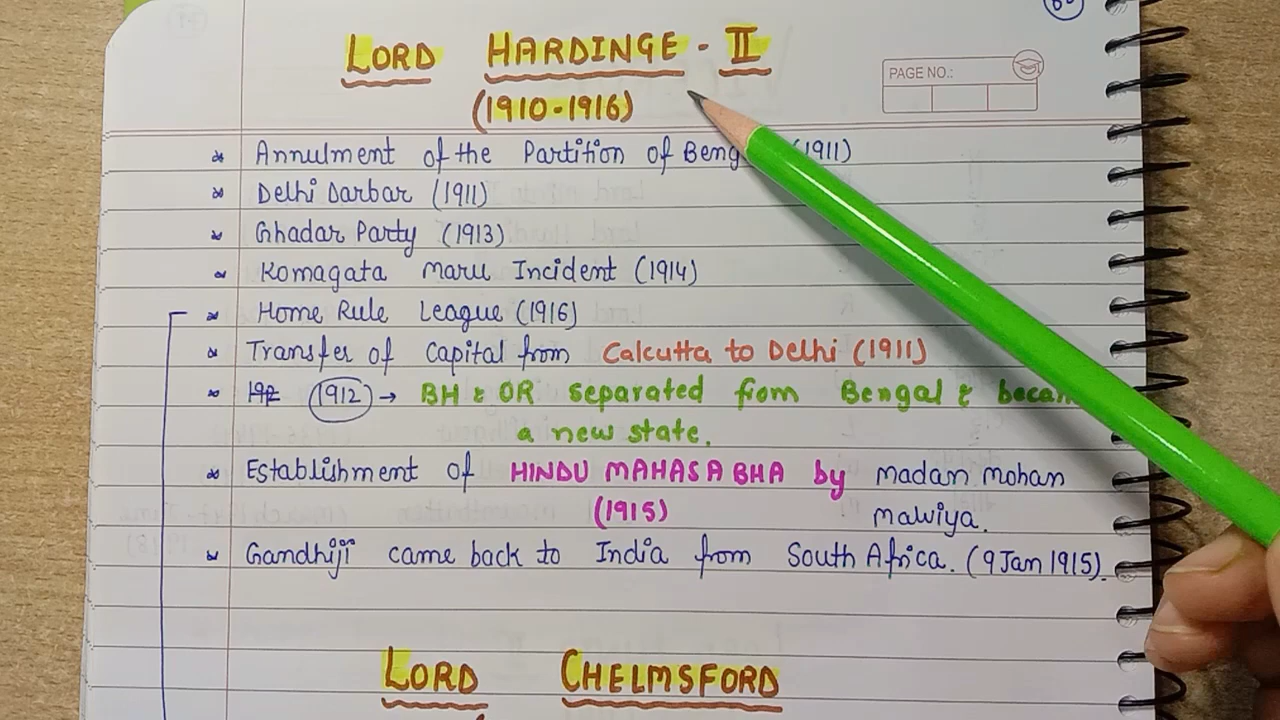 LORD HARDINGE - II
(1910-1916)
PAGE NO.:
* Annulment of the Partition of Beng (1911)
* Delhi Darbar (1911)
* Ghadar Party (1913)
* Komagata maru Incident (1914)
* Home Rule League (1916)
* Transfer of capital from Calcutta to Delhi (1911)
* 1912 → BH & OR separated from Bengal & becam
a new state.
* Establishment of HINDU MAHASABHA by madan mohan
(1915) malviya.
* Gandhiji came back to India from South Africa. (9 Jan 1915).
LORD CHELMSFORD